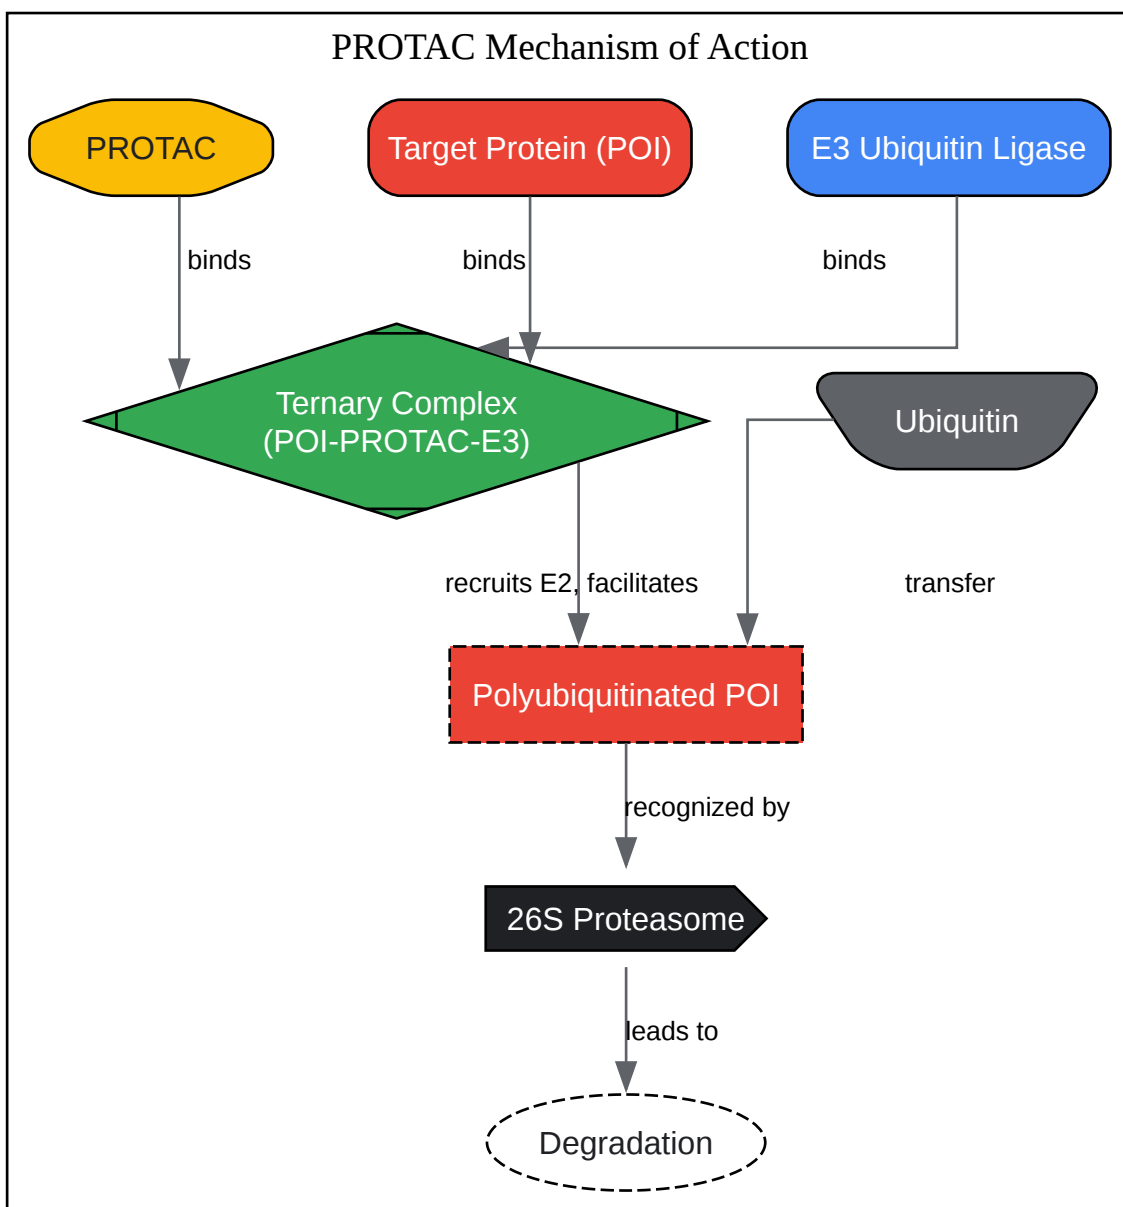 PROTAC Mechanism of Action
PROTAC
Target Protein (POI)
E3 Ubiquitin Ligase
binds
binds
binds
Ternary Complex
(POI-PROTAC-E3)
Ubiquitin
recruits E2, facilitates
transfer
Polyubiquitinated POI
recognized by
26S Proteasome
leads to
Degradation